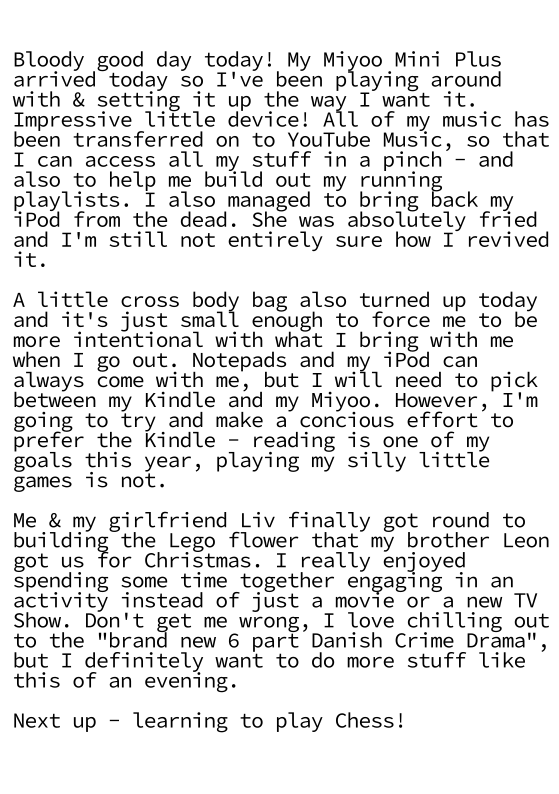 Bloody good day today! My Miyoo Mini Plus
arrived today so I've been playing around
with & setting it up the way I want it.
Impressive little device! All of my music has
been transferred on to YouTube Music, so that
I can access all my stuff in a pinch – and
also to help me build out my running
playlists. I also managed to bring back my
iPod from the dead. She was absolutely fried
and I'm still not entirely sure how I revived
it.

A little cross body bag also turned up today
and it's just small enough to force me to be
more intentional with what I bring with me
when I go out. Notepads and my iPod can
always come with me, but I will need to pick
between my Kindle and my Miyoo. However, I'm
going to try and make a concious effort to
prefer the Kindle – reading is one of my
goals this year, playing my silly little
games is not.

Me & my girlfriend Liv finally got round to
building the Lego flower that my brother Leon
got us for Christmas. I really enjoyed
spending some time together engaging in an
activity instead of just a movie or a new TV
Show. Don't get me wrong, I love chilling out
to the "brand new 6 part Danish Crime Drama",
but I definitely want to do more stuff like
this of an evening.

Next up – learning to play Chess!